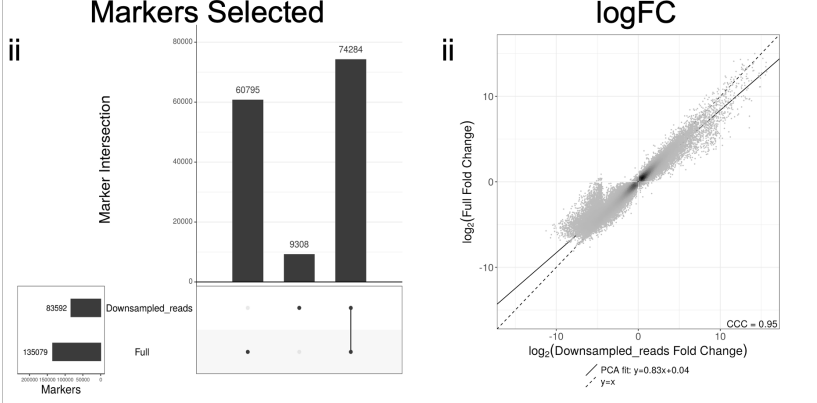 Markers Selected
ii
Marker Intersection
80000
60000
40000
20000
0
60795
9308
74284
83592
135079
Downsampled_reads
Full
200000 150000 100000 50000 0
Markers
logFC
ii
log2(Full Fold Change)
10
0
-10
CCC = 0.95
-10 0 10
log2(Downsampled_reads Fold Change)
PCA fit: y=0.83x+0.04
y=x